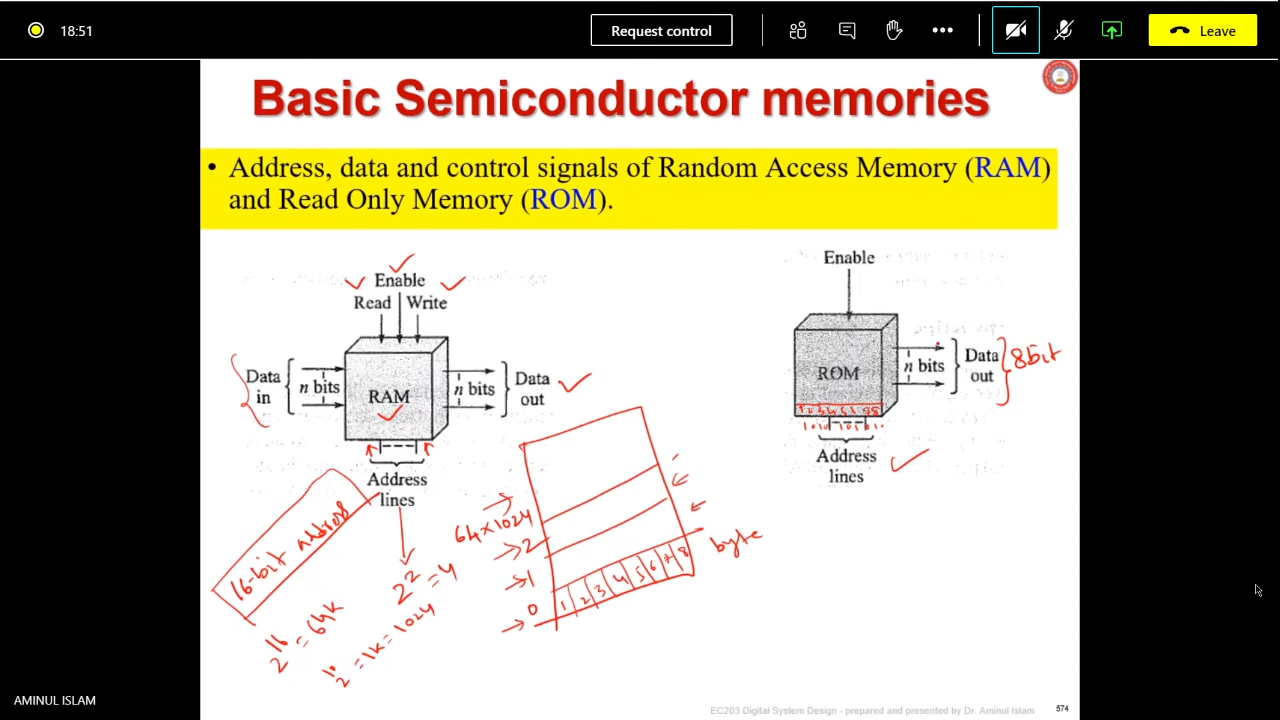 18:51
Request control
Leave
Basic Semiconductor memories
• Address, data and control signals of Random Access Memory (RAM)
and Read Only Memory (ROM).
Enable
Read Write
Data
in
n bits
RAM
n bits
Data
out
Address
lines
Enable
ROM
n bits
Data
out
8bit
Address
lines
16-bit address
2^16 = 64K
2^2 = 4
2^10 = 1K = 1024
64×1024
2
1
0
1 2 3 4 5 6 7 8
byte
AMINUL ISLAM
EC203 Digital System Design - prepared and presented by Dr. Aminul Islam
574